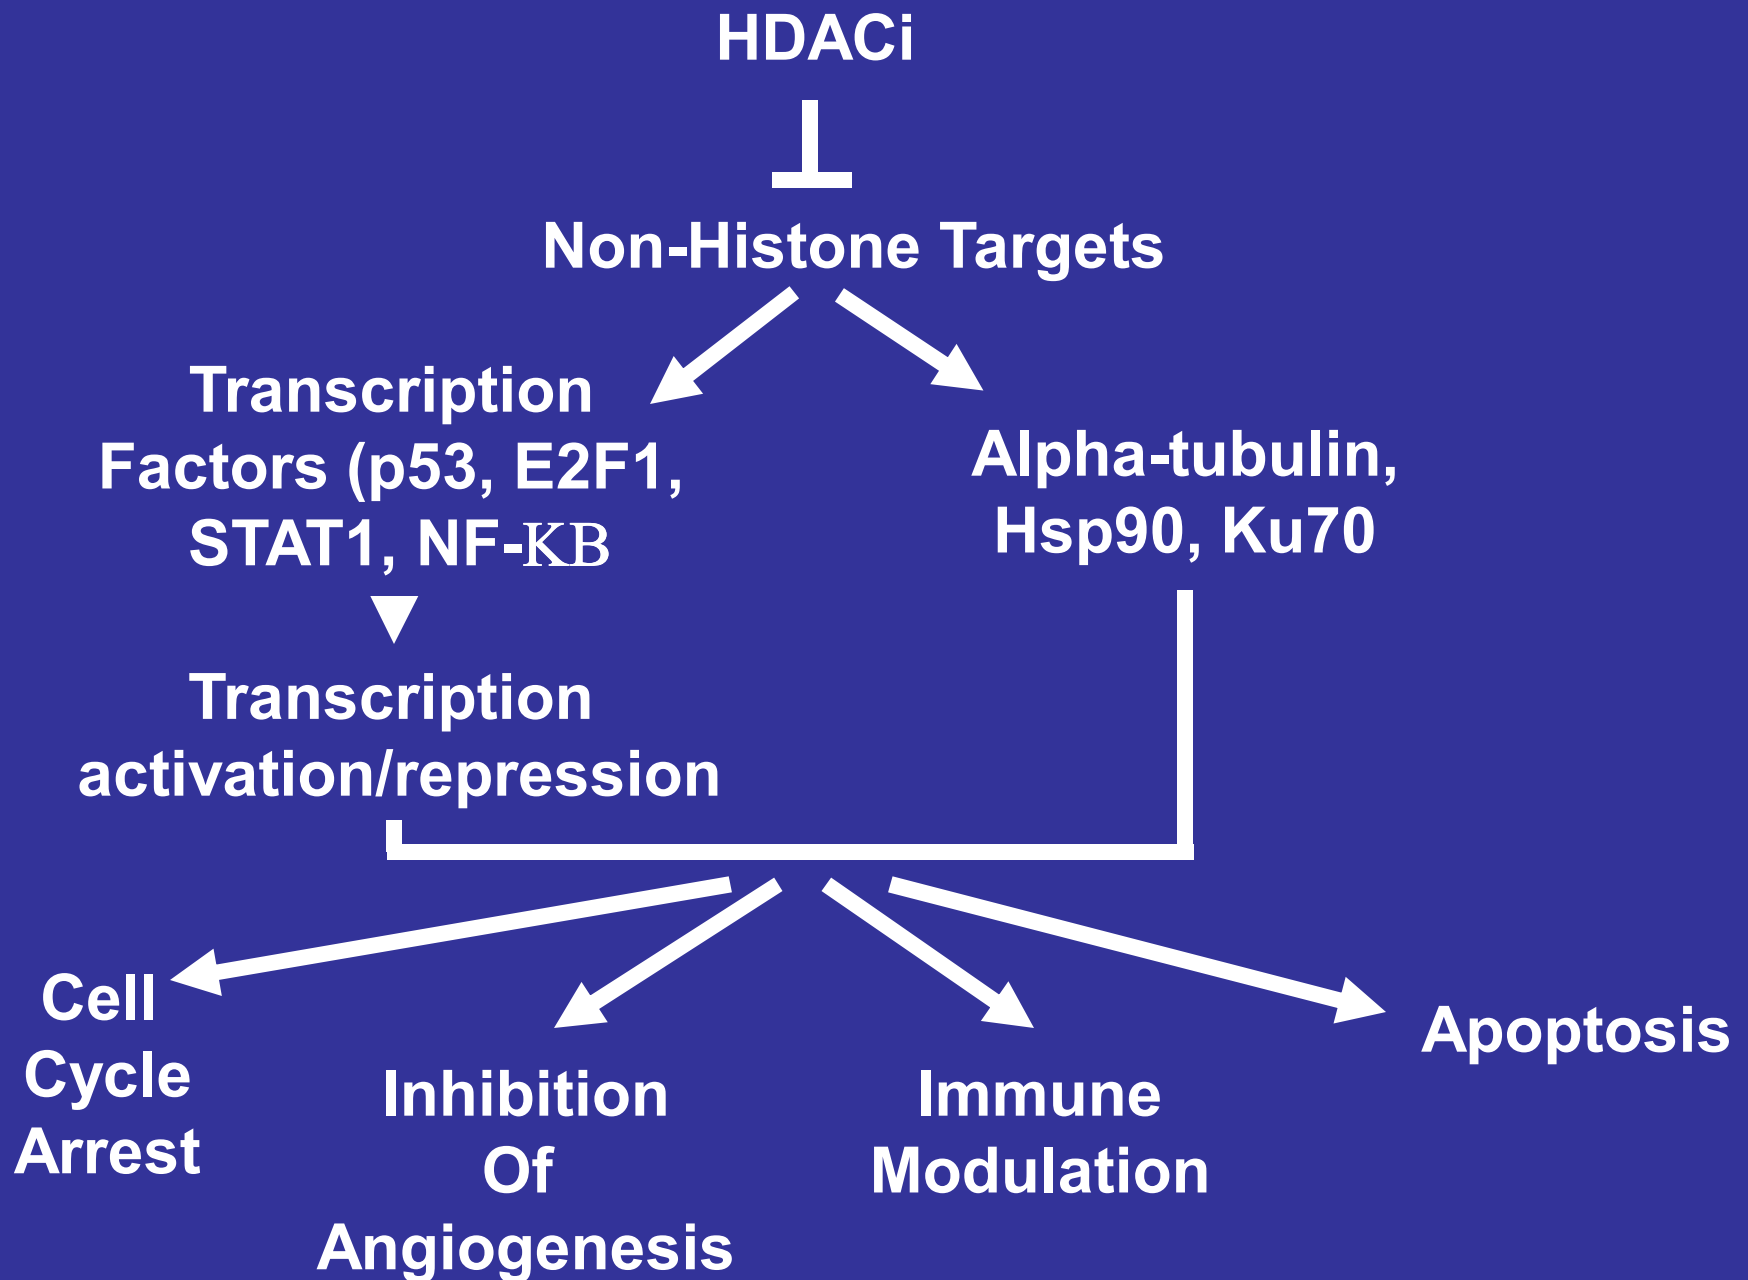 HDACi
Non-Histone Targets
Transcription
Factors (p53, E2F1,
STAT1, NF-KB
Alpha-tubulin,
Hsp90, Ku70
Transcription
activation/repression
Cell
Cycle
Arrest
Inhibition
Of
Angiogenesis
Immune
Modulation
Apoptosis